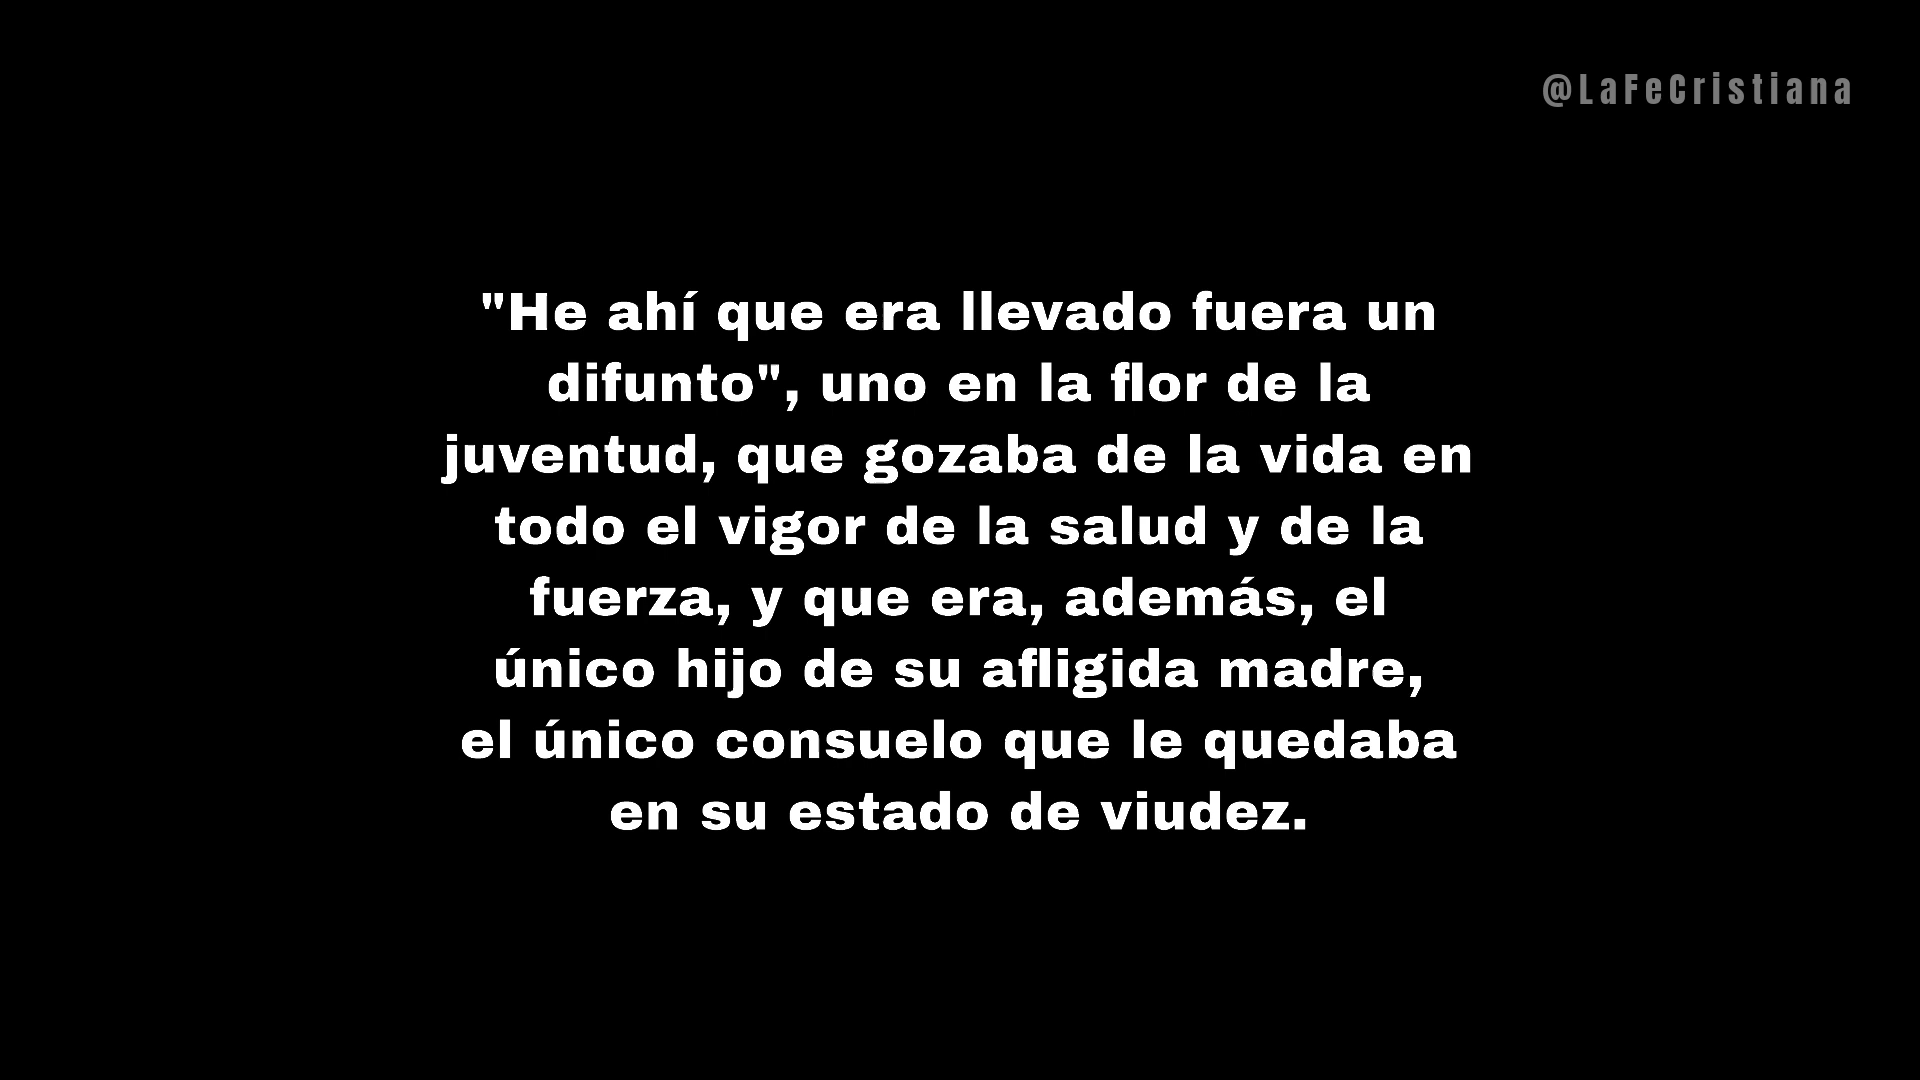 @LaFeCristiana
"He ahí que era llevado fuera un
difunto", uno en la flor de la
juventud, que gozaba de la vida en
todo el vigor de la salud y de la
fuerza, y que era, además, el
único hijo de su afligida madre,
el único consuelo que le quedaba
en su estado de viudez.